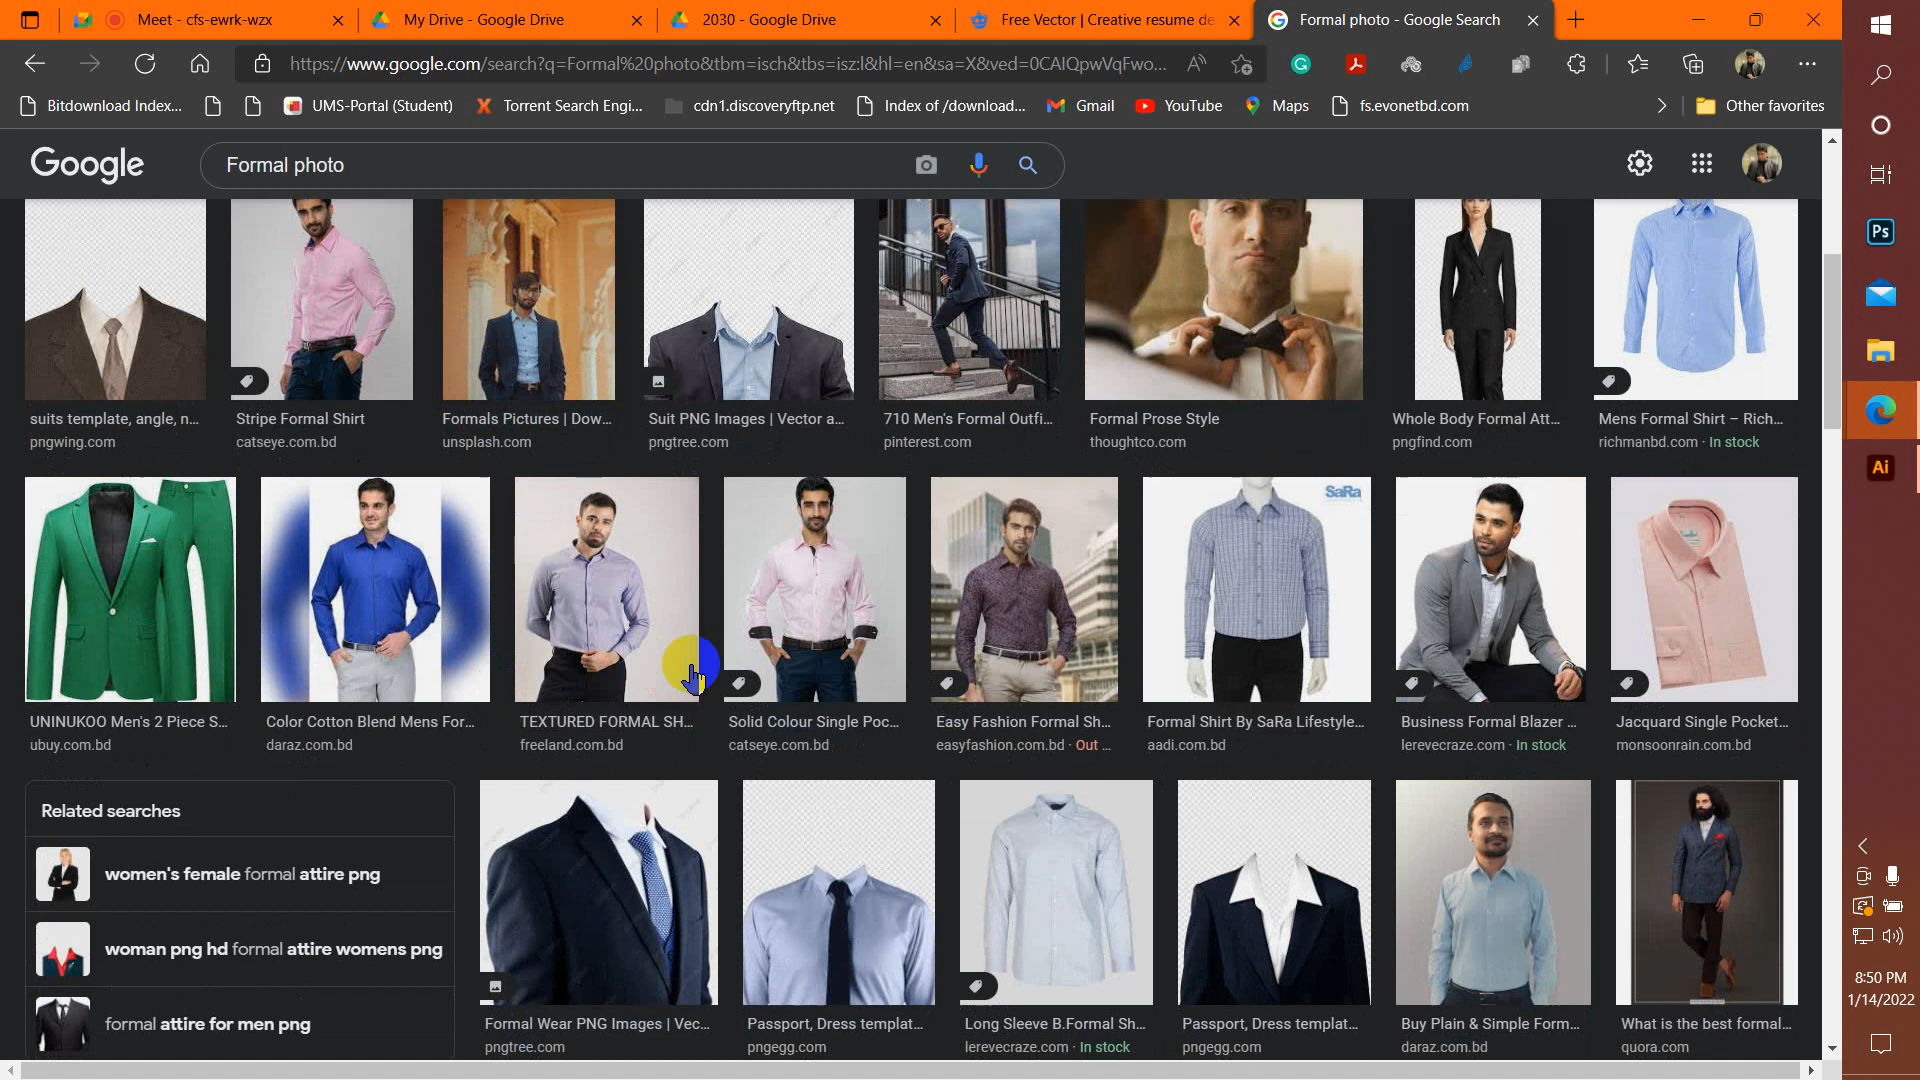 Meet - cfs-ewrk-wzx
My Drive - Google Drive
2030 - Google Drive
Free Vector | Creative resume de
Formal photo - Google Search
https://www.google.com/search?q=Formal%20photo&tbm=isch&tbs=isz:l&hl=en&sa=X&ved=0CAIQpwVqFwo...
Bitdownload Index...
UMS-Portal (Student)
Torrent Search Engi...
cdn1.discoveryftp.net
Index of /download...
Gmail
YouTube
Maps
fs.evonetbd.com
Other favorites
Google
Formal photo
Ps
Ai
suits template, angle, n...
pngwing.com
Stripe Formal Shirt
catseye.com.bd
Formals Pictures | Dow...
unsplash.com
Suit PNG Images | Vector a...
pngtree.com
710 Men's Formal Outfi...
pinterest.com
Formal Prose Style
thoughtco.com
Whole Body Formal Att...
pngfind.com
Mens Formal Shirt – Rich...
richmanbd.com · In stock
SaRa
UNINUKOO Men's 2 Piece S...
ubuy.com.bd
Color Cotton Blend Mens For...
daraz.com.bd
TEXTURED FORMAL SH...
freeland.com.bd
Solid Colour Single Poc...
catseye.com.bd
Easy Fashion Formal Sh...
easyfashion.com.bd · Out ...
Formal Shirt By SaRa Lifestyle...
aadi.com.bd
Business Formal Blazer ...
lerevecraze.com · In stock
Jacquard Single Pocket...
monsoonrain.com.bd
Related searches
women's female formal attire png
woman png hd formal attire womens png
formal attire for men png
Formal Wear PNG Images | Vec...
pngtree.com
Passport, Dress templat...
pngegg.com
Long Sleeve B.Formal Sh...
lerevecraze.com · In stock
Passport, Dress templat...
pngegg.com
Buy Plain & Simple Form...
daraz.com.bd
What is the best formal...
quora.com
8:50 PM
1/14/2022